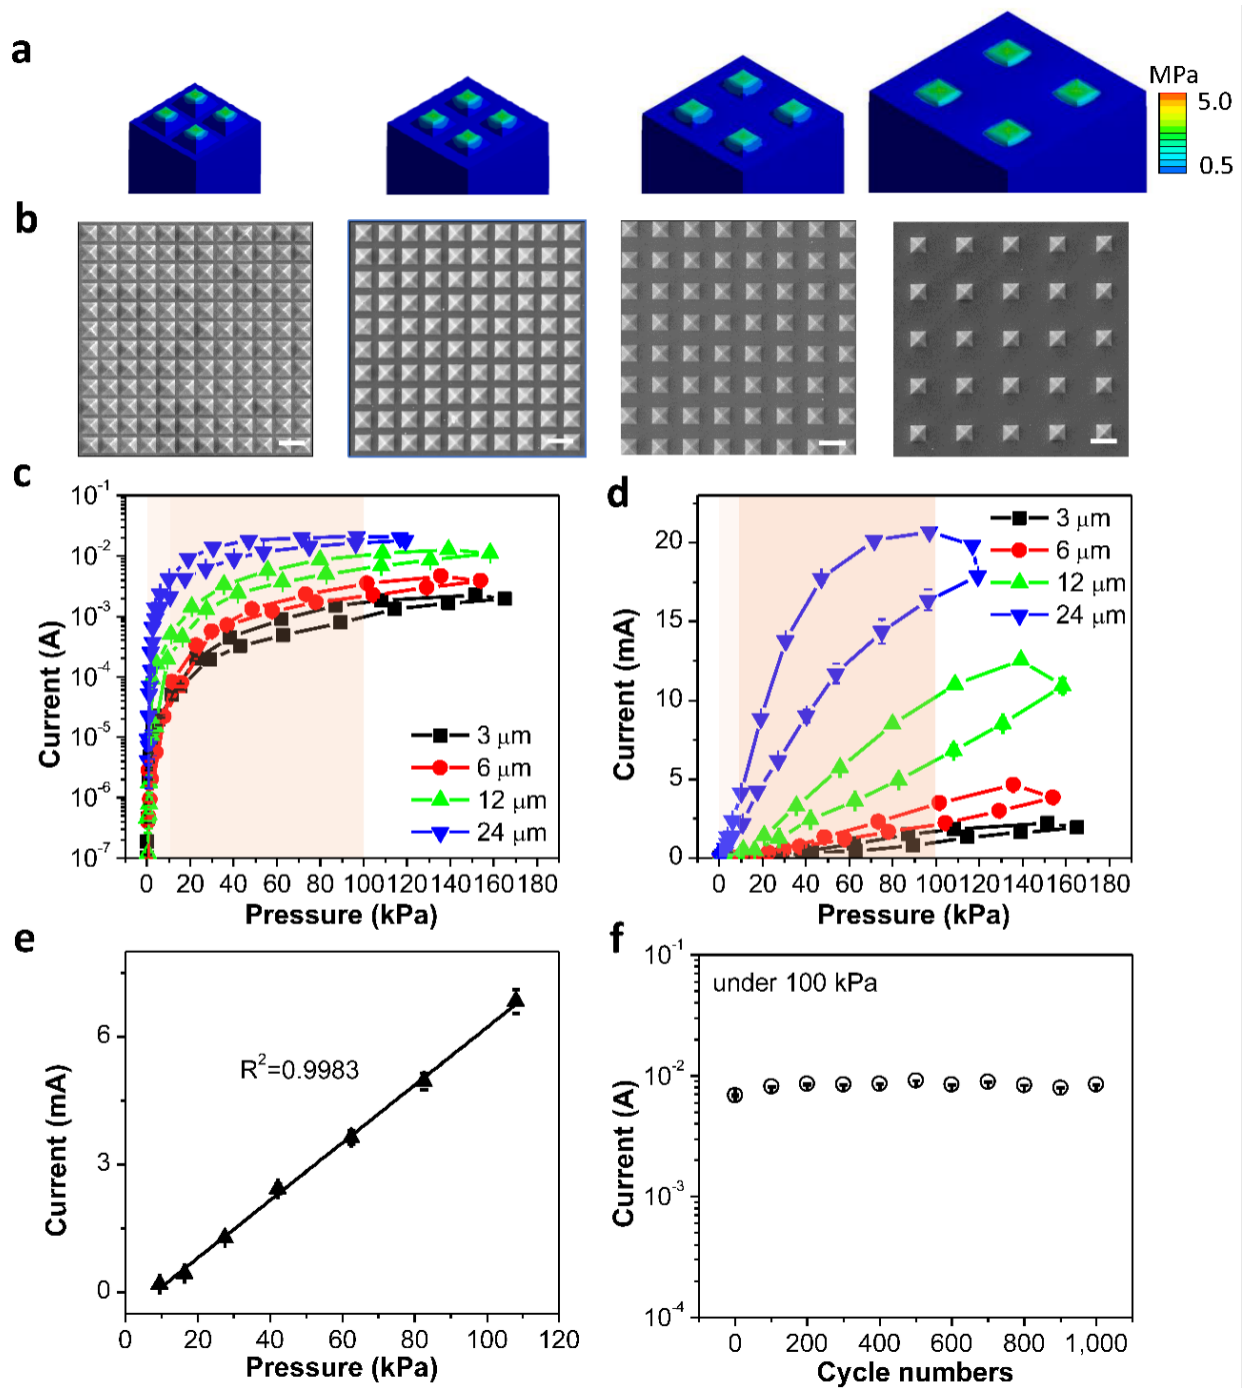 a
MPa
5.0
0.5
b
c
10⁻¹
10⁻²
10⁻³
10⁻⁴
10⁻⁵
10⁻⁶
10⁻⁷
Current (A)
3 μm
6 μm
12 μm
24 μm
0 20 40 60 80 100 120 140 160 180
Pressure (kPa)
d
20
15
10
5
0
Current (mA)
3 μm
6 μm
12 μm
24 μm
0 20 40 60 80 100 120 140 160 180
Pressure (kPa)
e
6
3
0
Current (mA)
R²=0.9983
0 20 40 60 80 100 120
Pressure (kPa)
f
10⁻¹
10⁻²
10⁻³
10⁻⁴
Current (A)
under 100 kPa
0 200 400 600 800 1,000
Cycle numbers